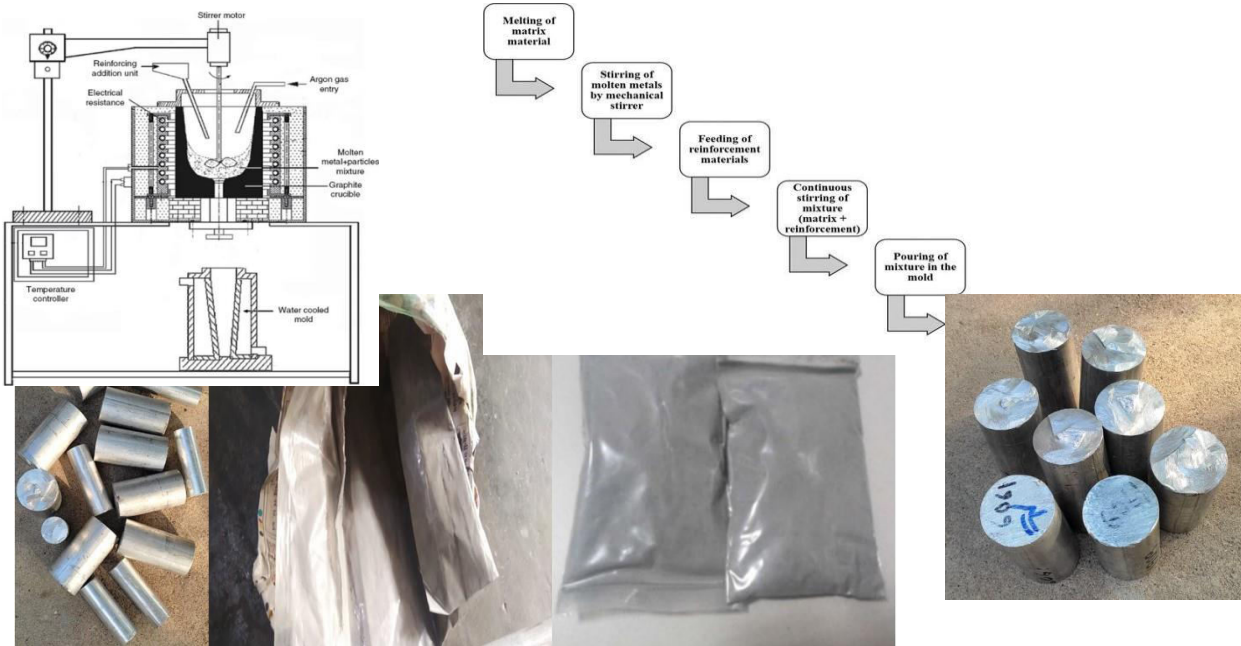 Stirrer motor
Reinforcing
addition unit
Argon gas
entry
Electrical
resistance
Molten
metal+particles
mixture
Graphite
crucible
Temperature
controller
Water cooled
mold
Melting of
matrix
material
Stirring of
molten metals
by mechanical
stirrer
Feeding of
reinforcement
materials
Continuous
stirring of
mixture
(matrix +
reinforcement)
Pouring of
mixture in the
mold
6061